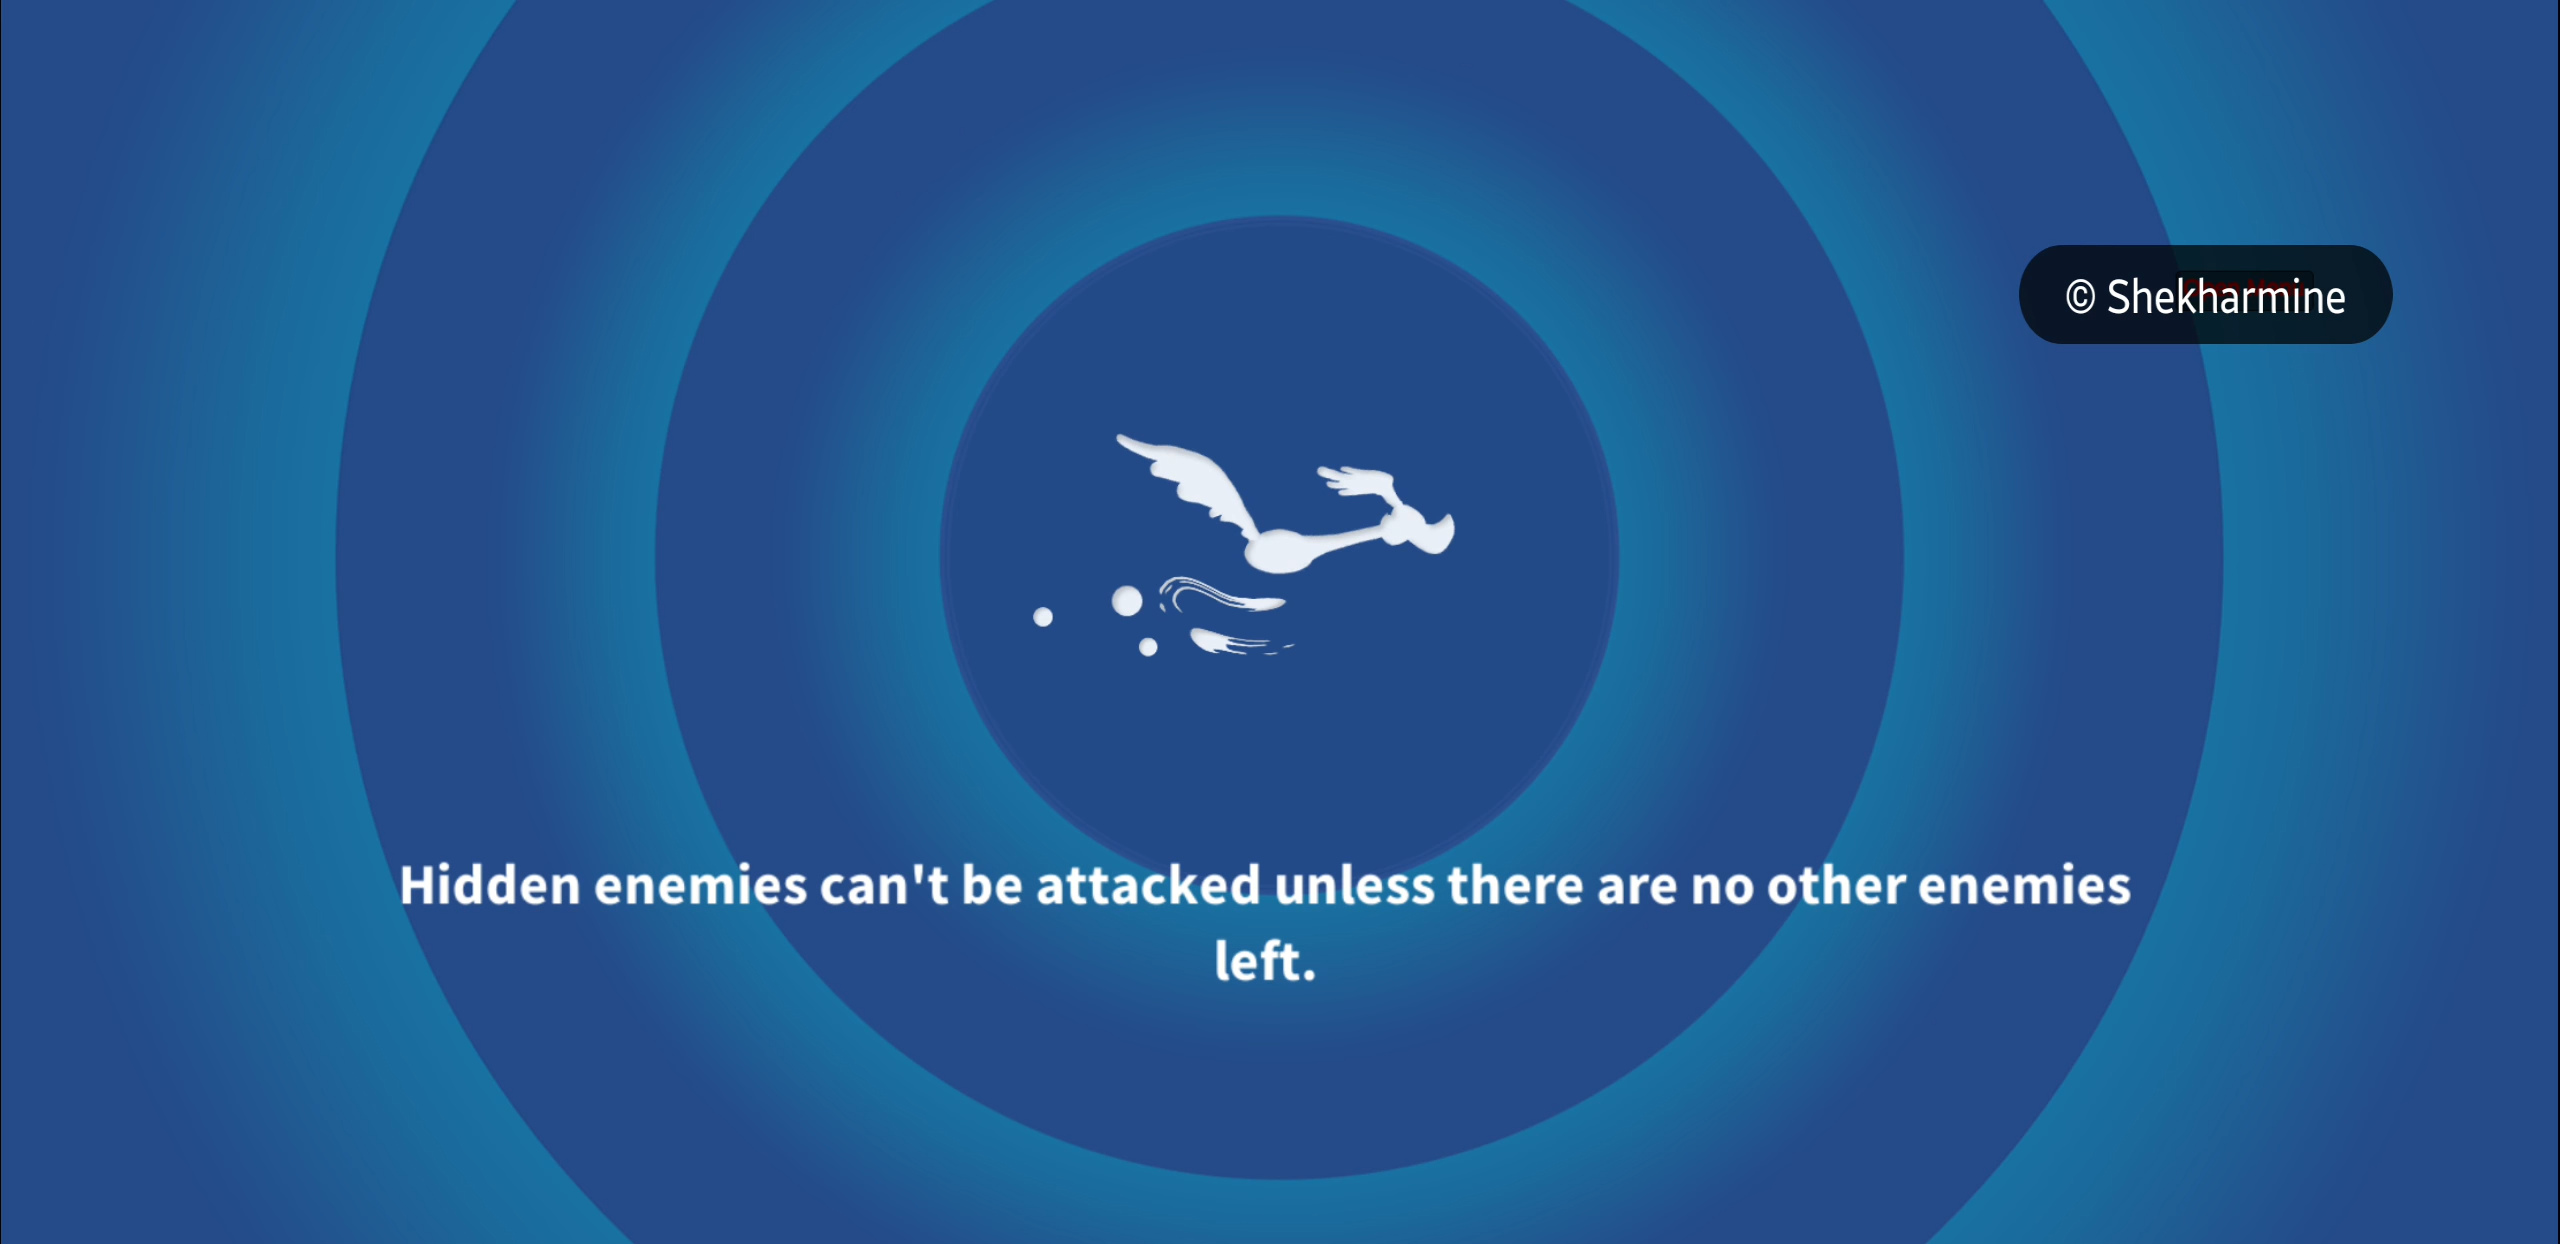 © Shekharmine
Hidden enemies can't be attacked unless there are no other enemies
left.